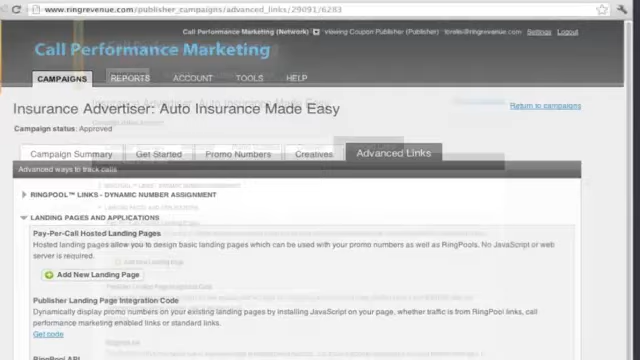 www.ringrevenue.com/publisher_campaigns/advanced_links/29091/6283
Call Performance Marketing (Network) viewing Coupon Publisher (Publisher) Settings Logout
Call Performance Marketing
CAMPAIGNS REPORTS ACCOUNT TOOLS HELP
Insurance Advertiser: Auto Insurance Made Easy
Return to campaigns
Campaign status: Approved
Campaign Summary Get Started Promo Numbers Creatives Advanced Links
Advanced ways to track calls
RINGPOOL™ LINKS - DYNAMIC NUMBER ASSIGNMENT
LANDING PAGES AND APPLICATIONS
Pay-Per-Call Hosted Landing Pages
Hosted landing pages allow you to design basic landing pages which can be used with your promo numbers as well as RingPools. No JavaScript or web
server is required.
Add New Landing Page
Publisher Landing Page Integration Code
Dynamically display promo numbers on your existing landing pages by installing JavaScript on your page, whether traffic is from RingPool links, call
performance marketing enabled links or standard links.
Get code
RingPool API